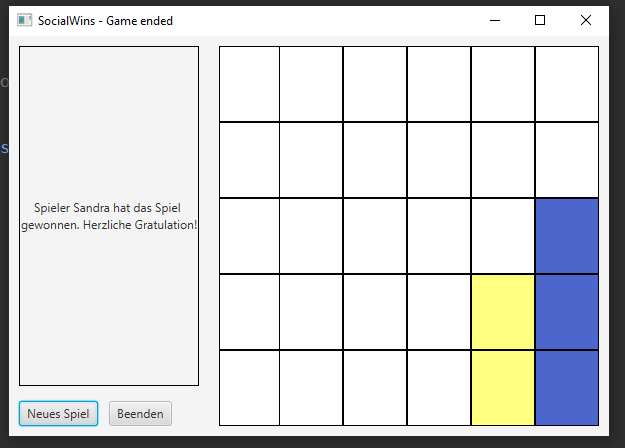 SocialWins - Game ended
o
s
Spieler Sandra hat das Spiel
gewonnen. Herzliche Gratulation!
Neues Spiel
Beenden